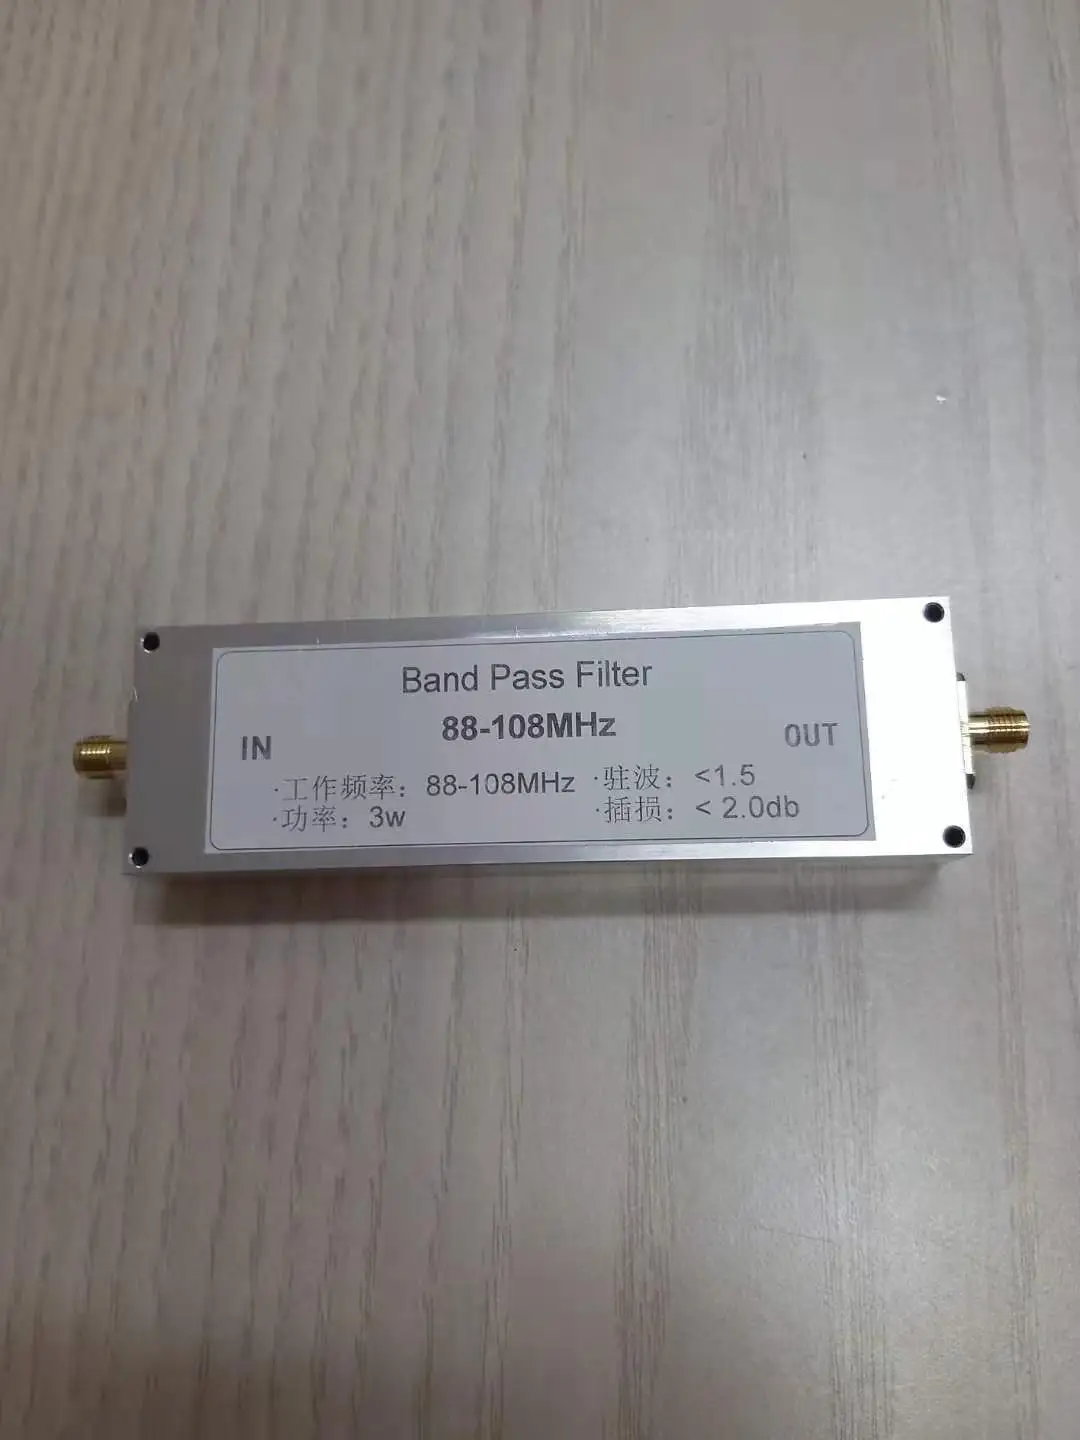 Band Pass Filter
88-108MHz
IN
OUT
·工作频率：88-108MHz ·驻波：<1.5
·功率：3w ·插损：< 2.0db